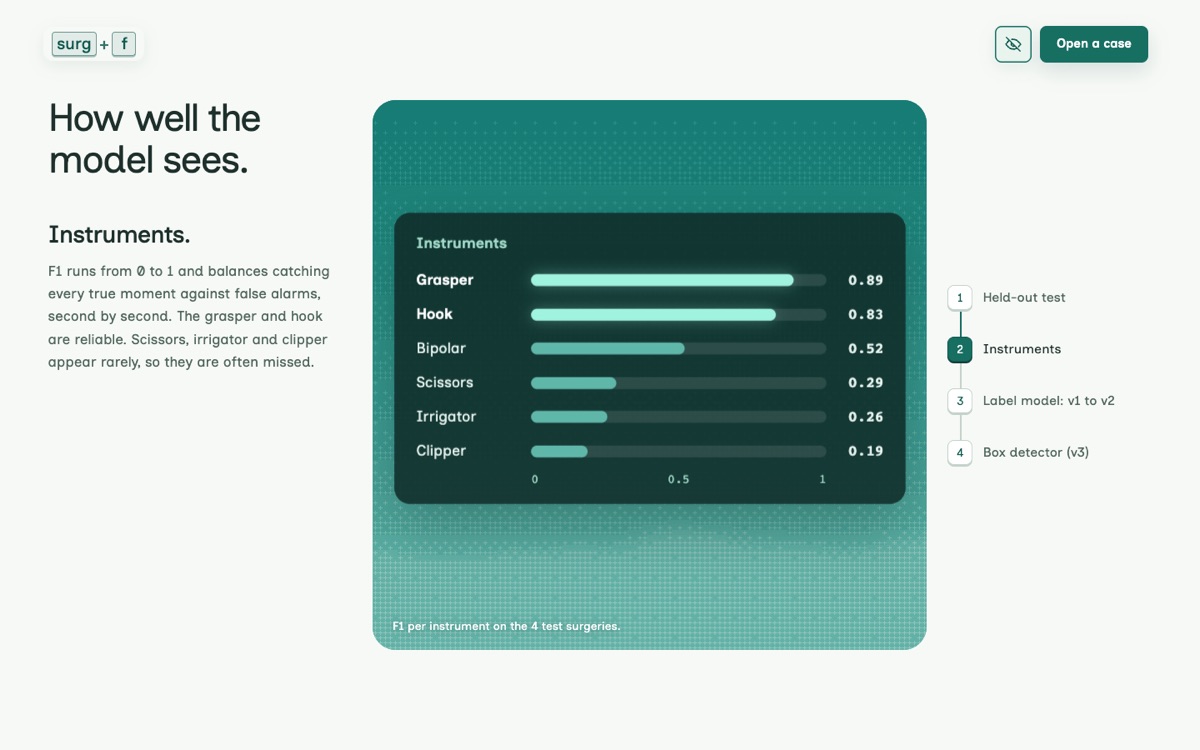 surg + f
Open a case
How well the
model sees.
Instruments.
F1 runs from 0 to 1 and balances catching
every true moment against false alarms,
second by second. The grasper and hook
are reliable. Scissors, irrigator and clipper
appear rarely, so they are often missed.
Instruments
Grasper 0.89
Hook 0.83
Bipolar 0.52
Scissors 0.29
Irrigator 0.26
Clipper 0.19
0 0.5 1
F1 per instrument on the 4 test surgeries.
1 Held-out test
2 Instruments
3 Label model: v1 to v2
4 Box detector (v3)